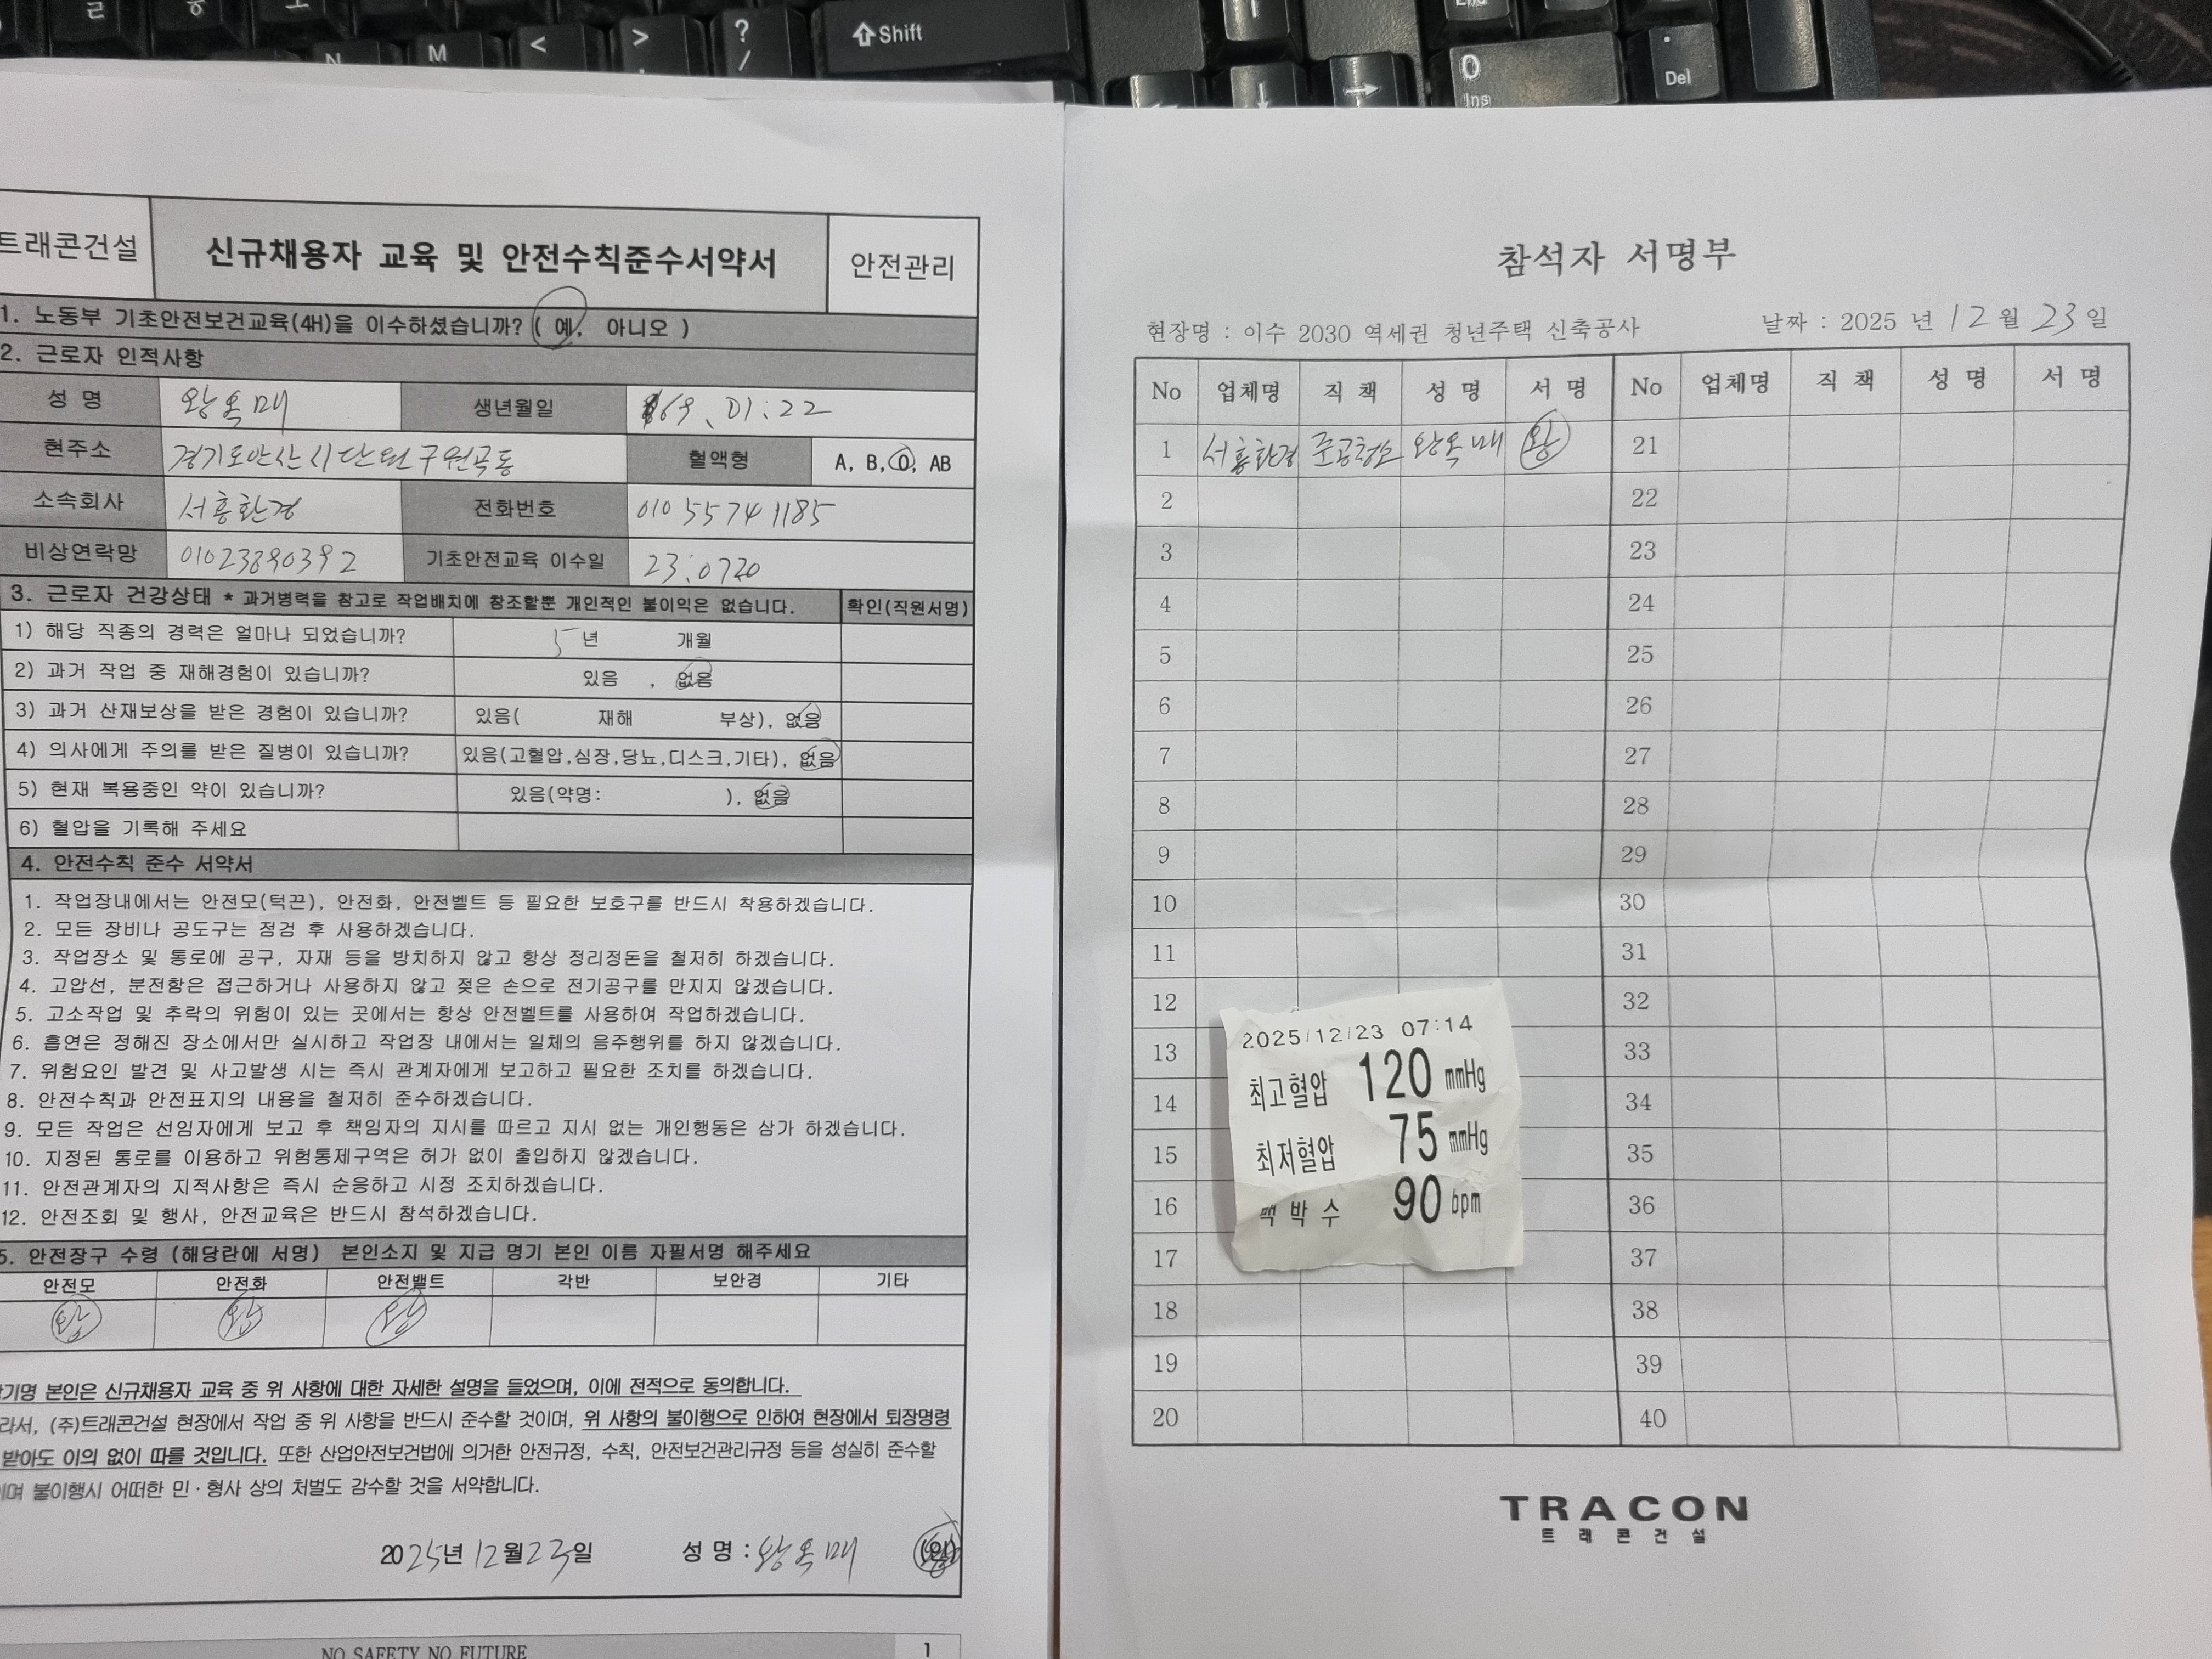 N M < > ? / Shift
0 Ins Del
트래콘건설 신규채용자 교육 및 안전수칙준수서약서 안전관리
1. 노동부 기초안전보건교육(4H)을 이수하셨습니까? ( 예, 아니오 )
2. 근로자 인적사항
성 명 왕옥매 생년월일 69. 01:22
현주소 경기도안산시단원구원곡동 혈액형 A, B, O, AB
소속회사 서흥환경 전화번호 010 5574 1185
비상연락망 01023890392 기초안전교육 이수일 23:0720
3. 근로자 건강상태 * 과거병력을 참고로 작업배치에 참조할뿐 개인적인 불이익은 없습니다. 확인(직원서명)
1) 해당 직종의 경력은 얼마나 되었습니까? 5년 개월
2) 과거 작업 중 재해경험이 있습니까? 있음 , 없음
3) 과거 산재보상을 받은 경험이 있습니까? 있음( 재해 부상), 없음
4) 의사에게 주의를 받은 질병이 있습니까? 있음(고혈압,심장,당뇨,디스크,기타), 없음
5) 현재 복용중인 약이 있습니까? 있음(약명: ), 없음
6) 혈압을 기록해 주세요
4. 안전수칙 준수 서약서
1. 작업장내에서는 안전모(턱끈), 안전화, 안전벨트 등 필요한 보호구를 반드시 착용하겠습니다.
2. 모든 장비나 공도구는 점검 후 사용하겠습니다.
3. 작업장소 및 통로에 공구, 자재 등을 방치하지 않고 항상 정리정돈을 철저히 하겠습니다.
4. 고압선, 분전함은 접근하거나 사용하지 않고 젖은 손으로 전기공구를 만지지 않겠습니다.
5. 고소작업 및 추락의 위험이 있는 곳에서는 항상 안전벨트를 사용하여 작업하겠습니다.
6. 흡연은 정해진 장소에서만 실시하고 작업장 내에서는 일체의 음주행위를 하지 않겠습니다.
7. 위험요인 발견 및 사고발생 시는 즉시 관계자에게 보고하고 필요한 조치를 하겠습니다.
8. 안전수칙과 안전표지의 내용을 철저히 준수하겠습니다.
9. 모든 작업은 선임자에게 보고 후 책임자의 지시를 따르고 지시 없는 개인행동은 삼가 하겠습니다.
10. 지정된 통로를 이용하고 위험통제구역은 허가 없이 출입하지 않겠습니다.
11. 안전관계자의 지적사항은 즉시 순응하고 시정 조치하겠습니다.
12. 안전조회 및 행사, 안전교육은 반드시 참석하겠습니다.
5. 안전장구 수령 (해당란에 서명) 본인소지 및 지급 명기 본인 이름 자필서명 해주세요
안전모 안전화 안전밸트 각반 보안경 기타
왕 왕 왕
기명 본인은 신규채용자 교육 중 위 사항에 대한 자세한 설명을 들었으며, 이에 전적으로 동의합니다.
라서, (주)트래콘건설 현장에서 작업 중 위 사항을 반드시 준수할 것이며, 위 사항의 불이행으로 인하여 현장에서 퇴장명령
받아도 이의 없이 따를 것입니다. 또한 산업안전보건법에 의거한 안전규정, 수칙, 안전보건관리규정 등을 성실히 준수할
이며 불이행시 어떠한 민·형사 상의 처벌도 감수할 것을 서약합니다.
2025년 12월 23일 성 명 : 왕옥매
NO SAFETY NO FUTURE 1
참석자 서명부
현장명 : 이수 2030 역세권 청년주택 신축공사 날짜 : 2025 년 12 월 23 일
No 업체명 직 책 성 명 서 명 No 업체명 직 책 성 명 서 명
1 서흥환경 준공청소 왕옥매 왕 21
2 22
3 23
4 24
5 25
6 26
7 27
8 28
9 29
10 30
11 31
12 32
13 33
14 34
15 35
16 36
17 37
18 38
19 39
20 40
2025/12/23 07:14
최고혈압 120 mmHg
최저혈압 75 mmHg
맥박수 90 bpm
TRACON
트래콘건설